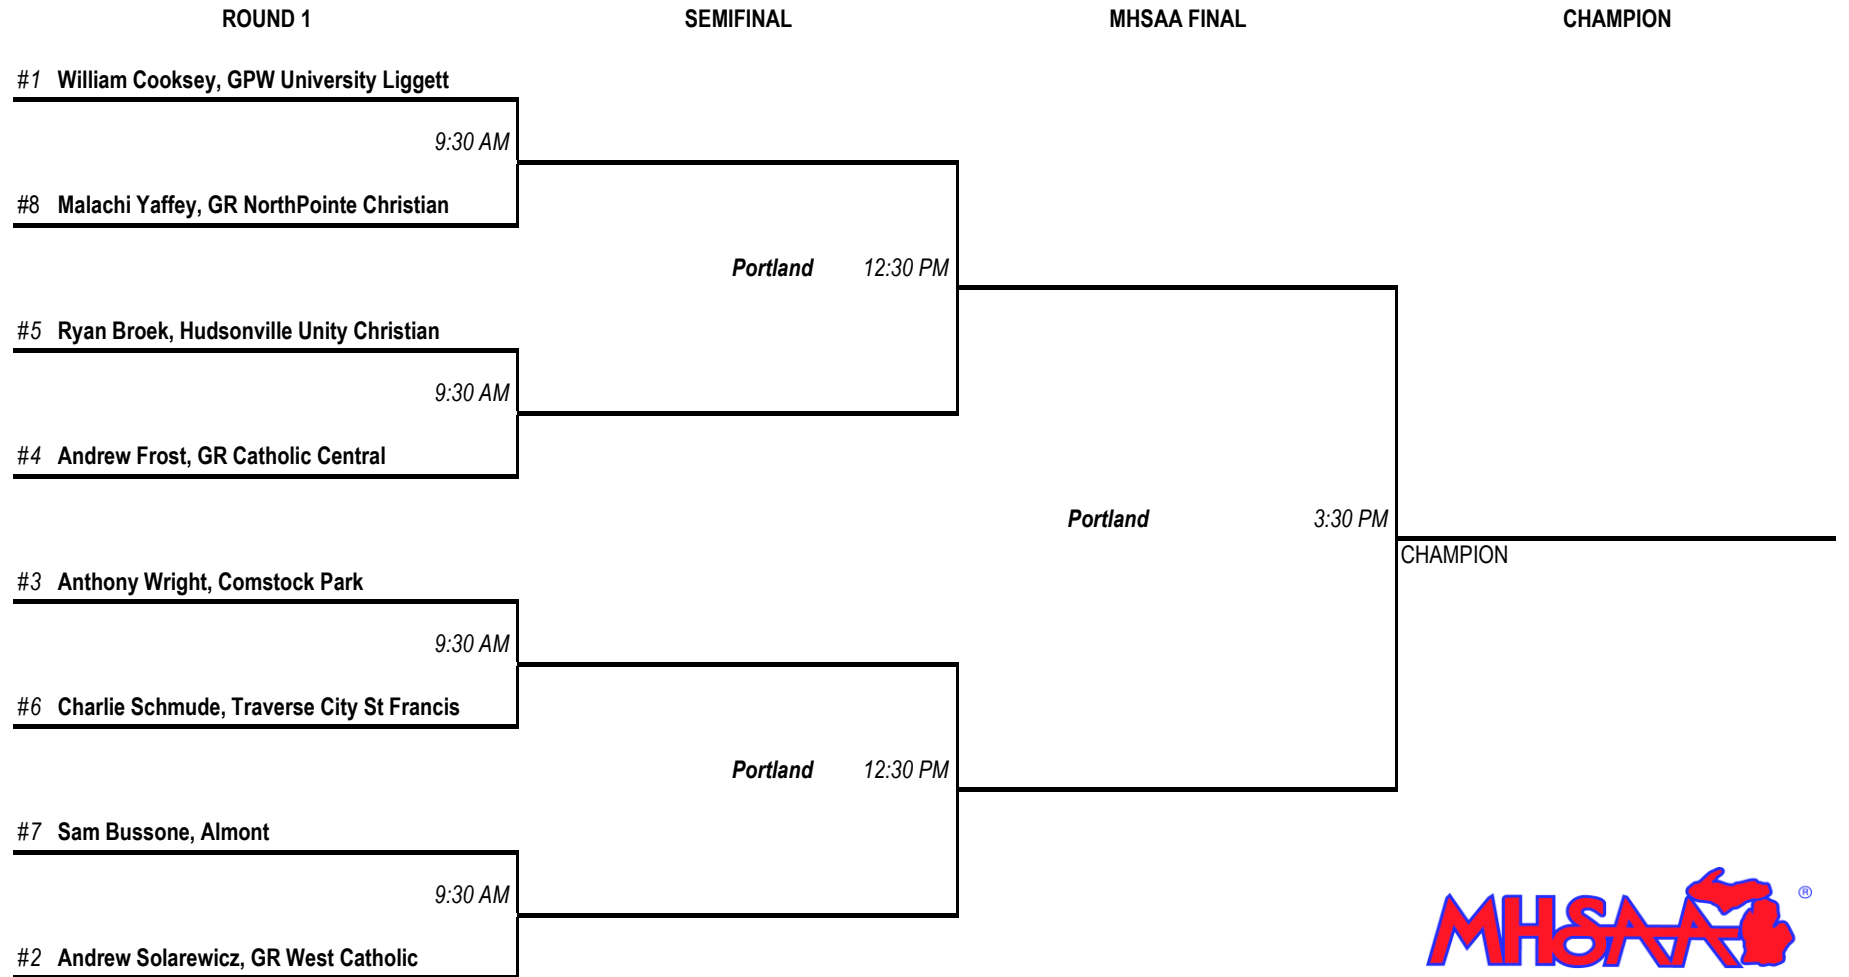 ROUND 1 SEMIFINAL MHSAA FINAL CHAMPION
#1 William Cooksey, GPW University Liggett
9:30 AM
#8 Malachi Yaffey, GR NorthPointe Christian
Portland 12:30 PM
#5 Ryan Broek, Hudsonville Unity Christian
9:30 AM
#4 Andrew Frost, GR Catholic Central
Portland 3:30 PM
CHAMPION
#3 Anthony Wright, Comstock Park
9:30 AM
#6 Charlie Schmude, Traverse City St Francis
Portland 12:30 PM
#7 Sam Bussone, Almont
9:30 AM
#2 Andrew Solarewicz, GR West Catholic
MHSAA ®